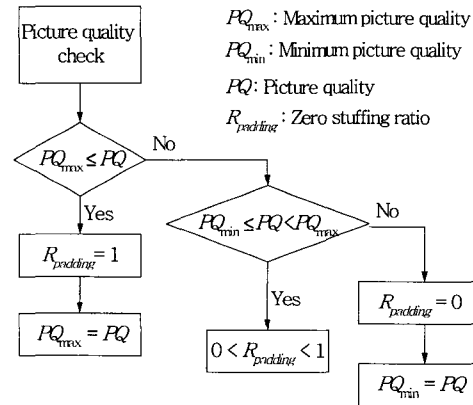 Picture quality
check
PQmax: Maximum picture quality
PQmin: Minimum picture quality
PQ: Picture quality
Rpadding: Zero stuffing ratio
PQmax ≤ PQ
No
Yes
PQmin ≤ PQ < PQmax
No
Rpadding = 1
Yes
Rpadding = 0
PQmax = PQ
0 < Rpadding < 1
PQmin = PQ